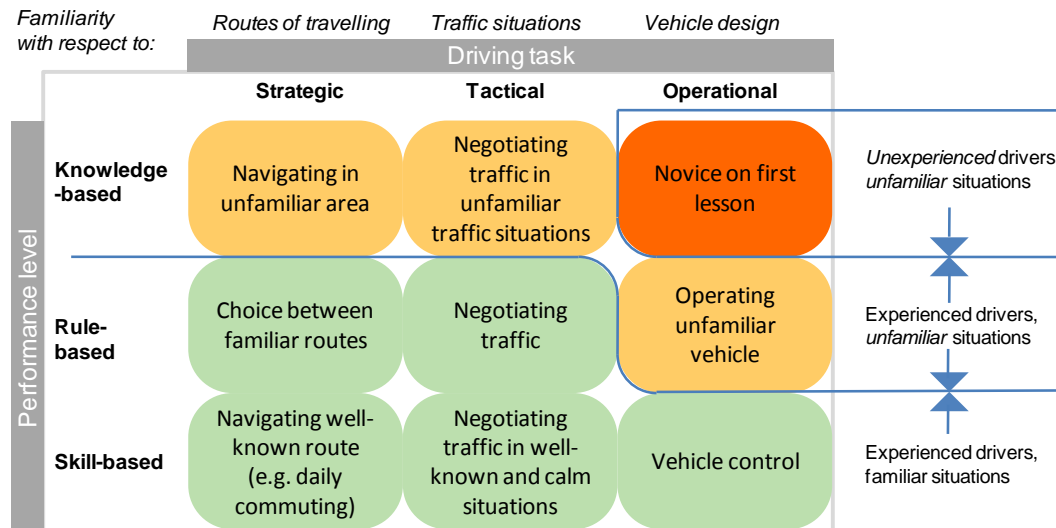 Familiarity
with respect to:
Routes of travelling
Traffic situations
Vehicle design
Driving task
Strategic
Tactical
Operational
Performance level
Knowledge
-based
Navigating in
unfamiliar area
Negotiating
traffic in
unfamiliar
traffic situations
Novice on first
lesson
Unexperienced drivers
unfamiliar situations
Rule-
based
Choice between
familiar routes
Negotiating
traffic
Operating
unfamiliar
vehicle
Experienced drivers,
unfamiliar situations
Skill-based
Navigating well-
known route
(e.g. daily
commuting)
Negotiating
traffic in well-
known and calm
situations
Vehicle control
Experienced drivers,
familiar situations